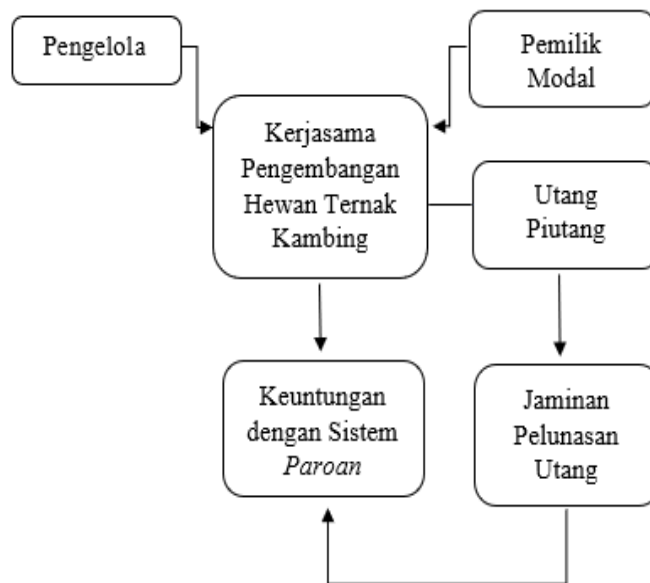 Pengelola
Pemilik
Modal
Kerjasama
Pengembangan
Hewan Ternak
Kambing
Utang
Piutang
Keuntungan
dengan Sistem
Paroan
Jaminan
Pelunasan
Utang